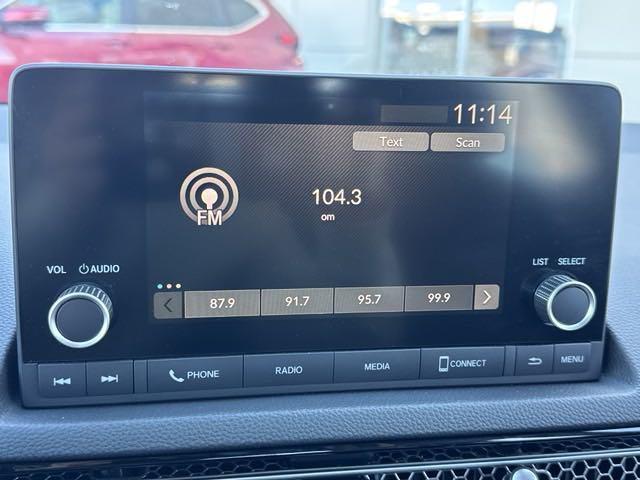 11:14
Text Scan
104.3
FM
om
VOL AUDIO
LIST SELECT
87.9 91.7 95.7 99.9
PHONE RADIO MEDIA CONNECT MENU